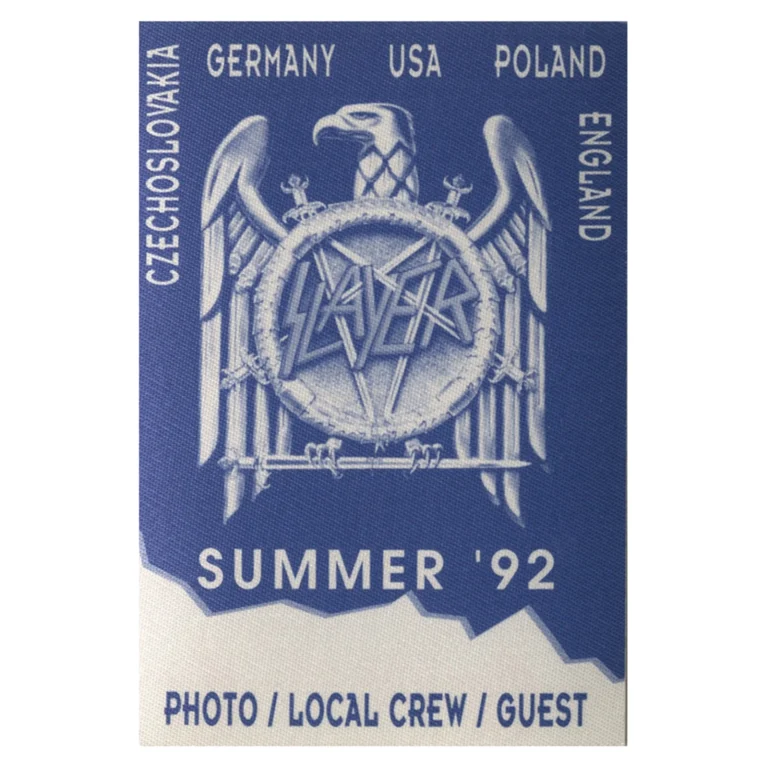 CZECHOSLOVAKIA
GERMANY USA POLAND
ENGLAND
SLAYER
SUMMER '92
PHOTO / LOCAL CREW / GUEST